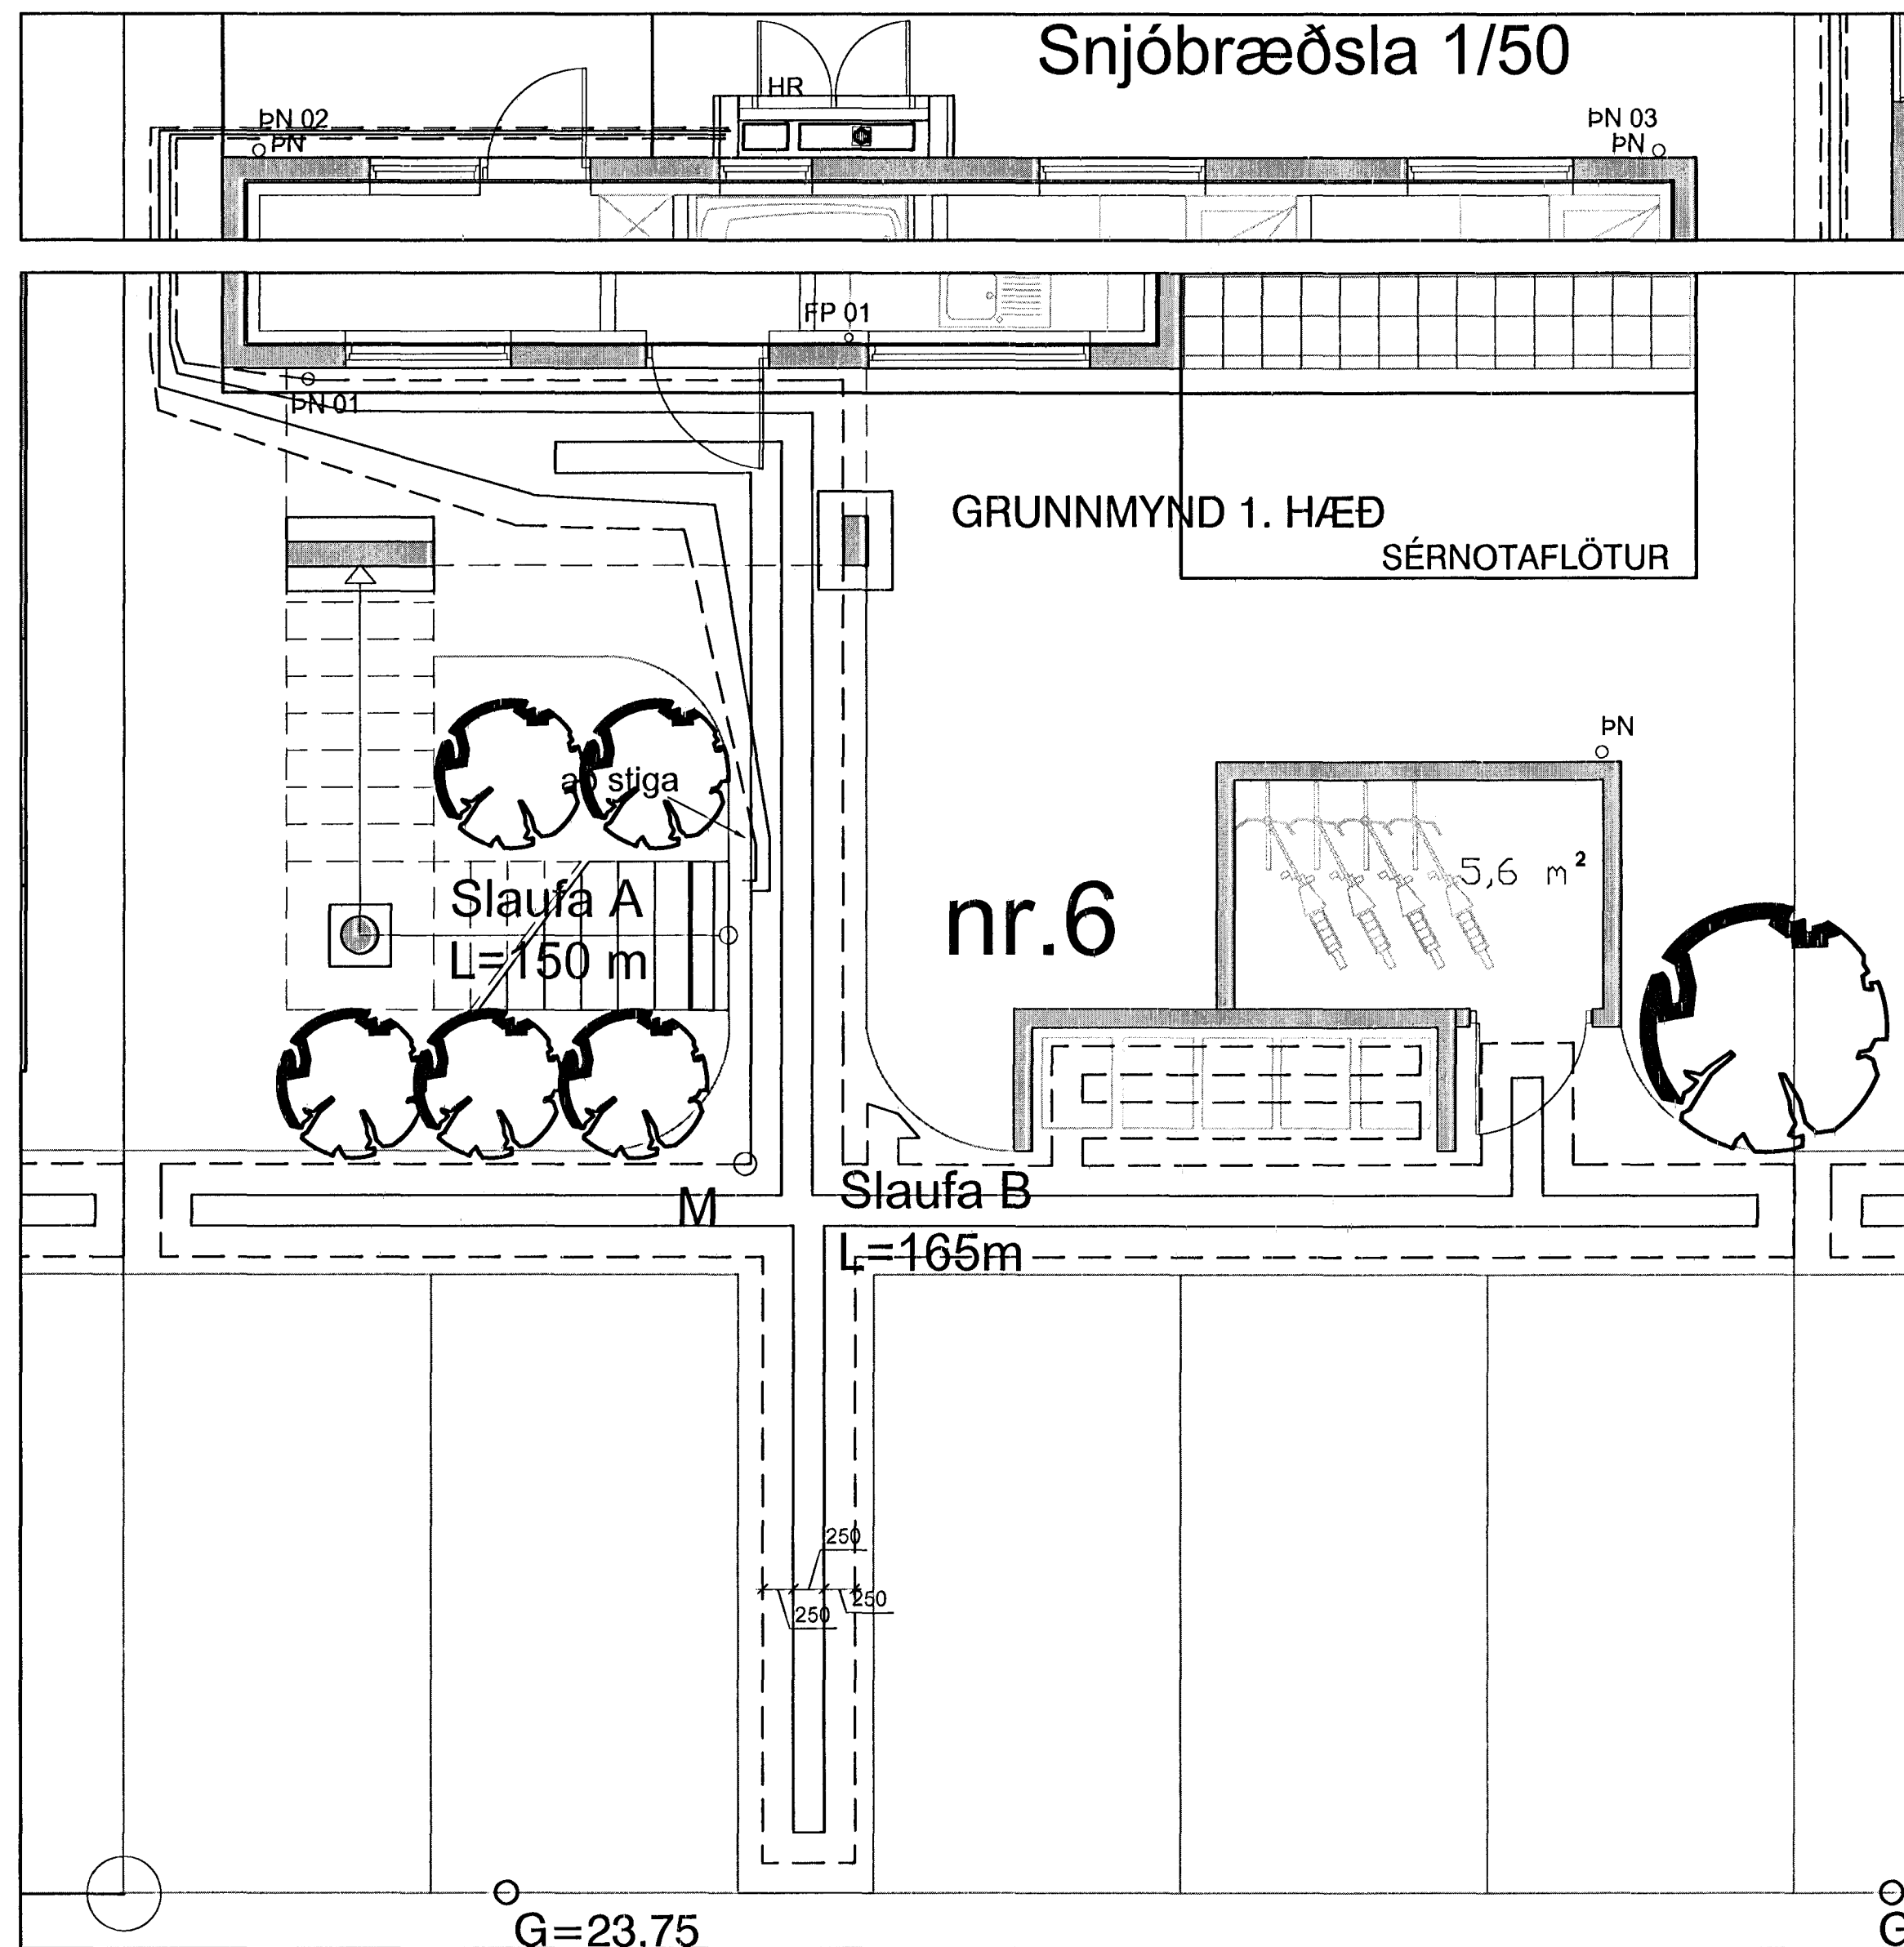 Snjóbræðsla 1/50
HR
ÞN 02
ÞN
ÞN 03
ÞN
FP 01
ÞN 01
GRUNNMYND 1. HÆÐ
SÉRNOTAFLÖTUR
ÞN
að stiga
5,6 m²
Slaufa A
L=150 m
nr.6
M
Slaufa B
L=165m
250
250
250
G=23.75
G